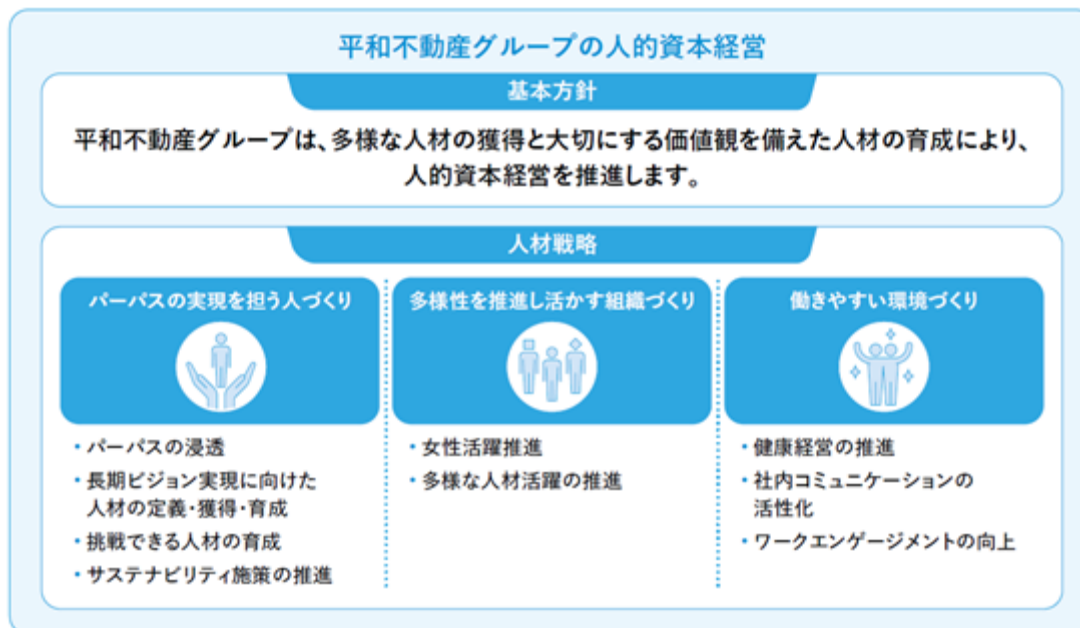 平和不動産グループの人的資本経営
基本方針
平和不動産グループは、多様な人材の獲得と大切にする価値観を備えた人材の育成により、
人的資本経営を推進します。
人材戦略
パーパスの実現を担う人づくり
・パーパスの浸透
・長期ビジョン実現に向けた
人材の定義・獲得・育成
・挑戦できる人材の育成
・サステナビリティ施策の推進
多様性を推進し活かす組織づくり
・女性活躍推進
・多様な人材活躍の推進
働きやすい環境づくり
・健康経営の推進
・社内コミュニケーションの
活性化
・ワークエンゲージメントの向上